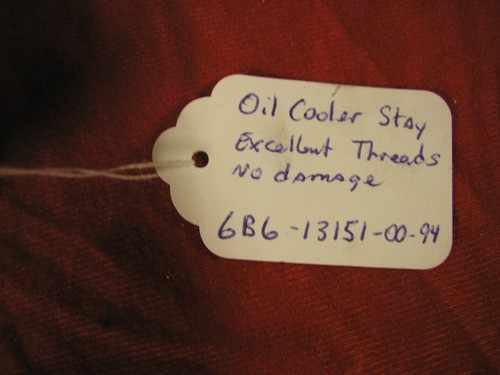 Oil Cooler Stay
Excellent Threads
No damage
6B6-13151-00-94